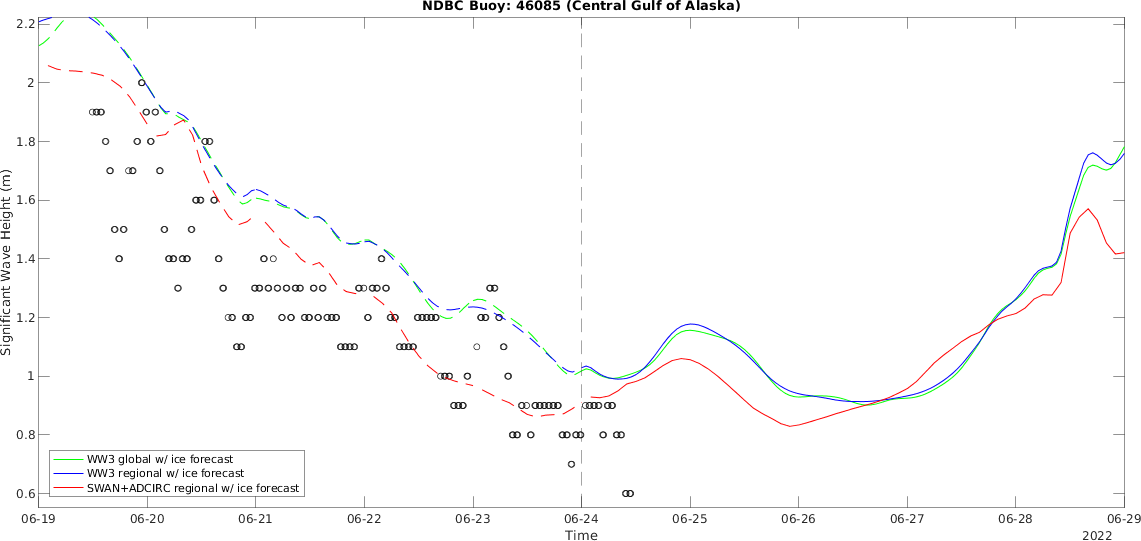 NDBC Buoy: 46085 (Central Gulf of Alaska)
Significant Wave Height (m)
2.2
2
1.8
1.6
1.4
1.2
1
0.8
0.6
WW3 global w/ ice forecast
WW3 regional w/ ice forecast
SWAN+ADCIRC regional w/ ice forecast
06-19 06-20 06-21 06-22 06-23 06-24 06-25 06-26 06-27 06-28 06-29
Time
2022